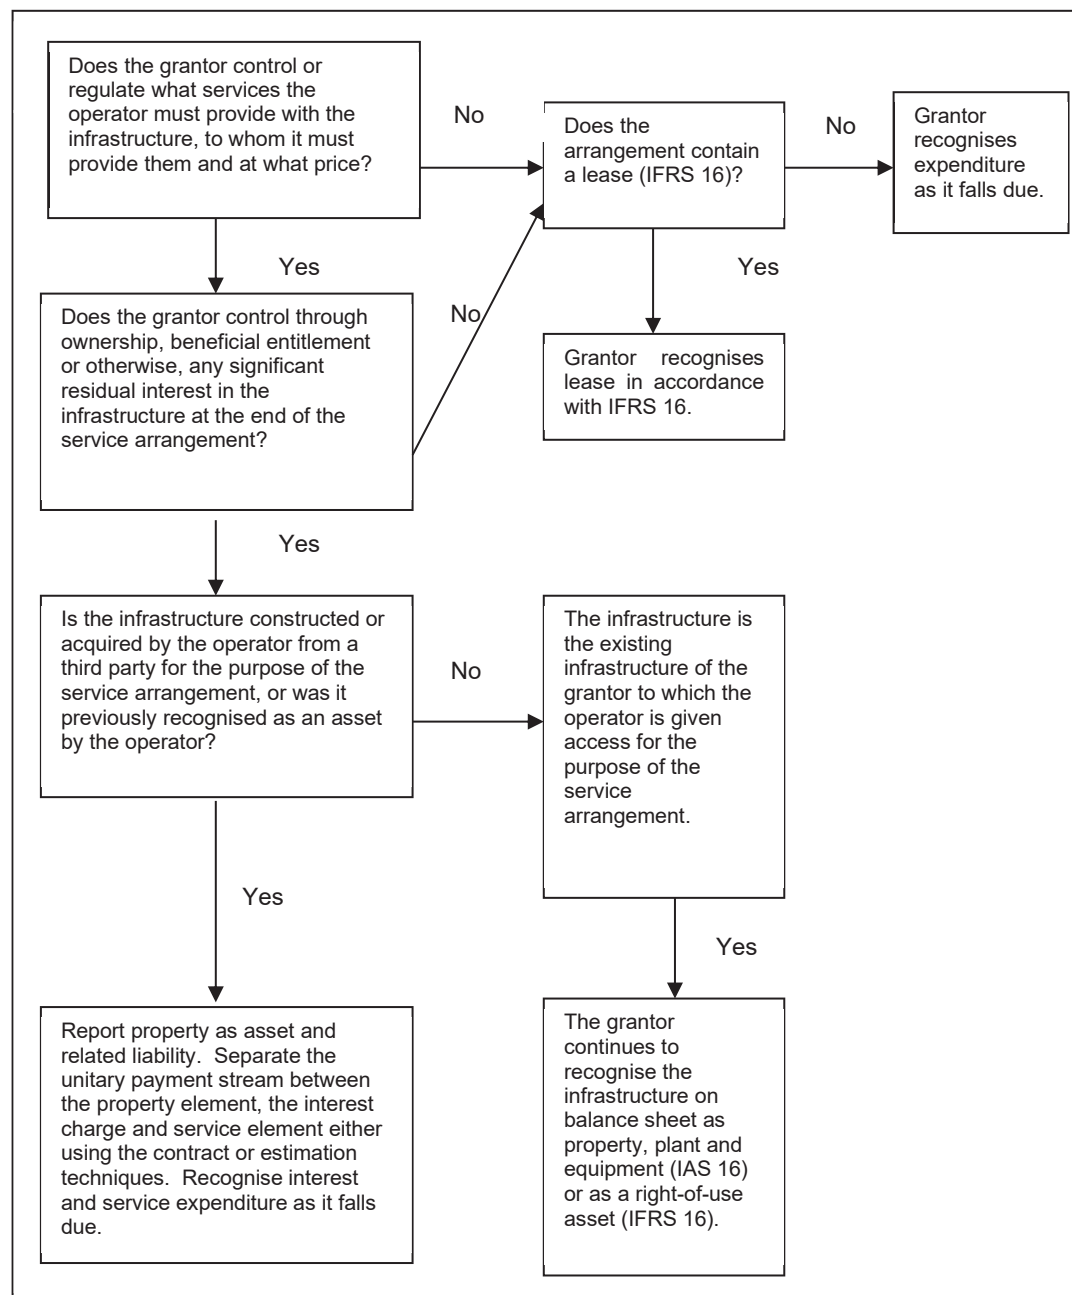 Does the grantor control or
regulate what services the
operator must provide with the
infrastructure, to whom it must
provide them and at what price?
No
Does the
arrangement contain
a lease (IFRS 16)?
No
Grantor
recognises
expenditure
as it falls
due.
Yes
Yes
Does the grantor control through
ownership, beneficial entitlement
or otherwise, any significant
residual interest in the
infrastructure at the end of the
service arrangement?
No
Grantor recognises
lease in accordance
with IFRS 16.
Yes
Is the infrastructure constructed or
acquired by the operator from a
third party for the purpose of the
service arrangement, or was it
previously recognised as an asset
by the operator?
No
The infrastructure is
the existing
infrastructure of the
grantor to which the
operator is given
access for the
purpose of the
service
arrangement.
Yes
Yes
Report property as asset and
related liability. Separate the
unitary payment stream between
the property element, the interest
charge and service element either
using the contract or estimation
techniques. Recognise interest
and service expenditure as it falls
due.
The grantor
continues to
recognise the
infrastructure on
balance sheet as
property, plant and
equipment (IAS 16)
or as a right-of-use
asset (IFRS 16).